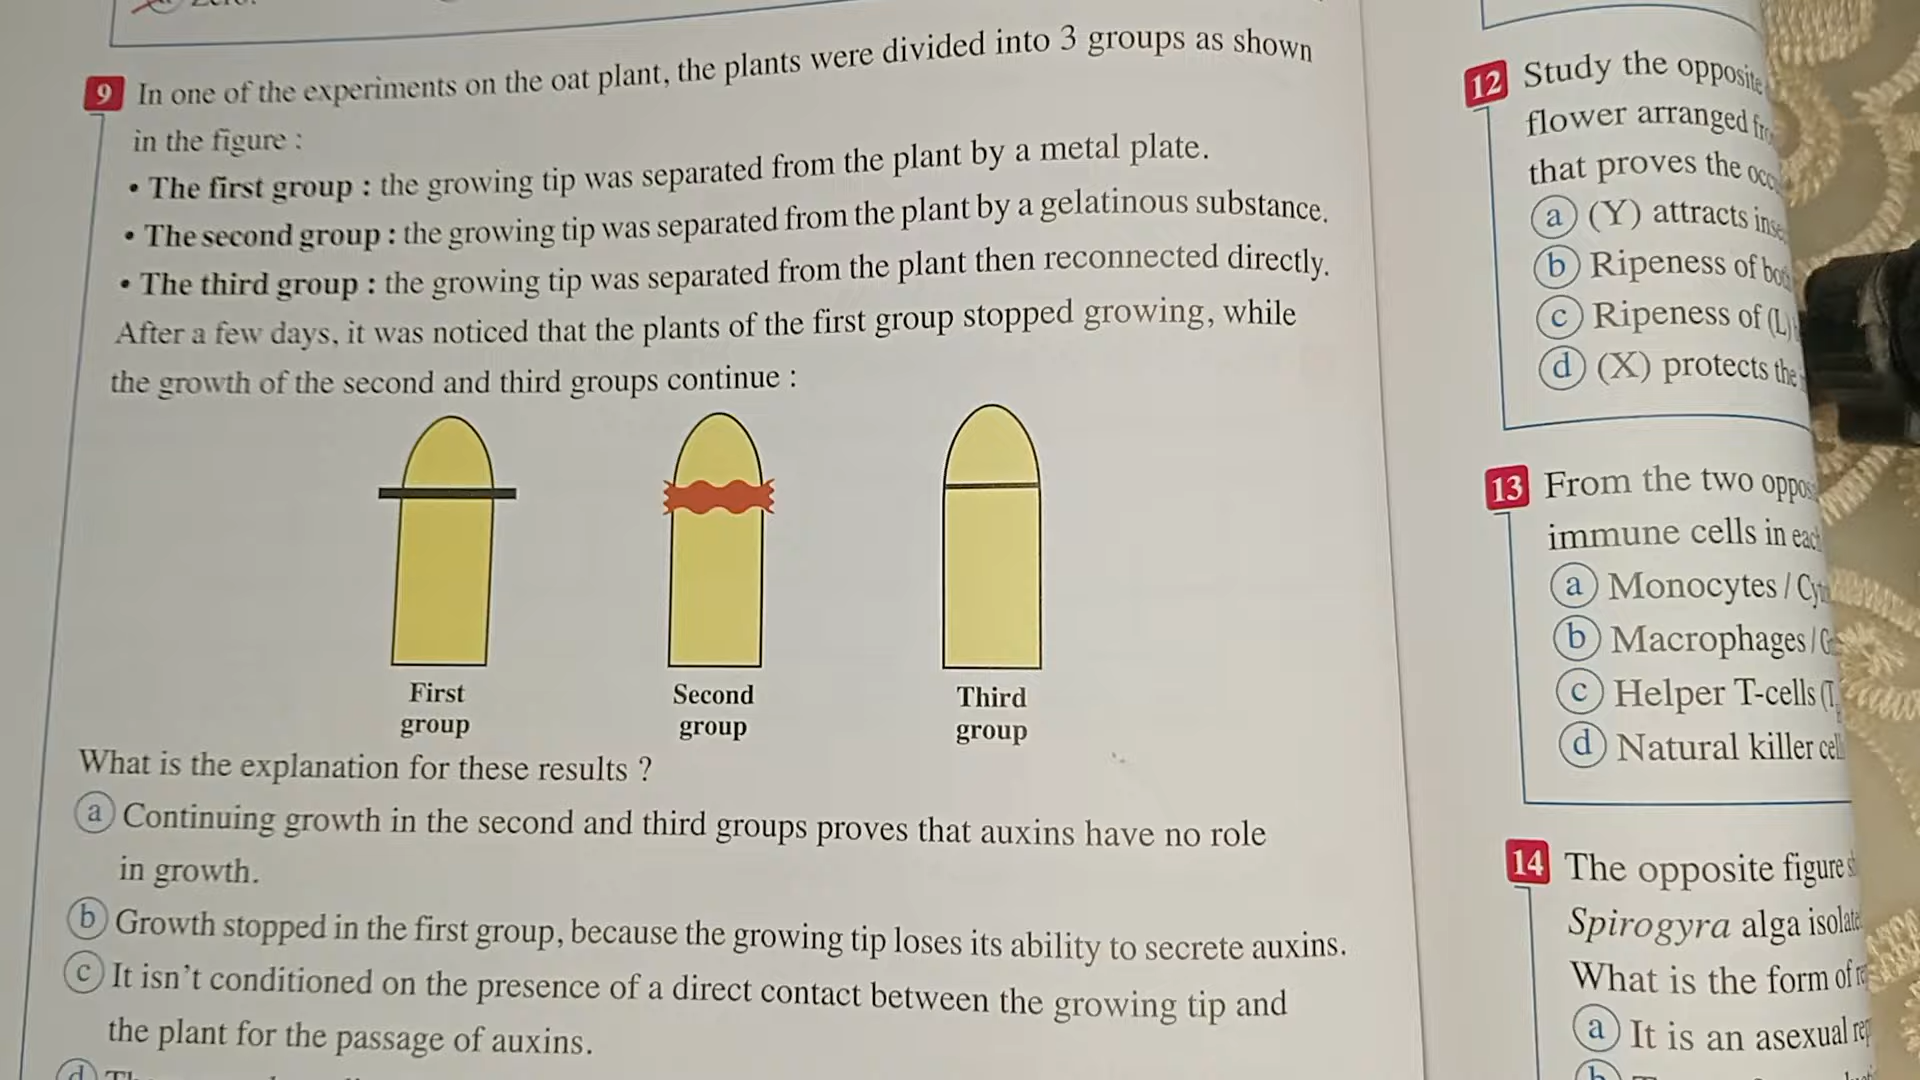 9 In one of the experiments on the oat plant, the plants were divided into 3 groups as shown
in the figure :
• The first group : the growing tip was separated from the plant by a metal plate.
• The second group : the growing tip was separated from the plant by a gelatinous substance.
• The third group : the growing tip was separated from the plant then reconnected directly.
After a few days, it was noticed that the plants of the first group stopped growing, while
the growth of the second and third groups continue :
First group
Second group
Third group
What is the explanation for these results ?
a Continuing growth in the second and third groups proves that auxins have no role
in growth.
b Growth stopped in the first group, because the growing tip loses its ability to secrete auxins.
c It isn't conditioned on the presence of a direct contact between the growing tip and
the plant for the passage of auxins.
d
12 Study the opposite
flower arranged
that proves the
a (Y) attracts
b Ripeness of
c Ripeness of (L)
d (X) protects the
13 From the two
immune cells in
a Monocytes /
b Macrophages /
c Helper T-cells
d Natural killer
14 The opposite figure
Spirogyra alga
What is the form of
a It is an asexual
b